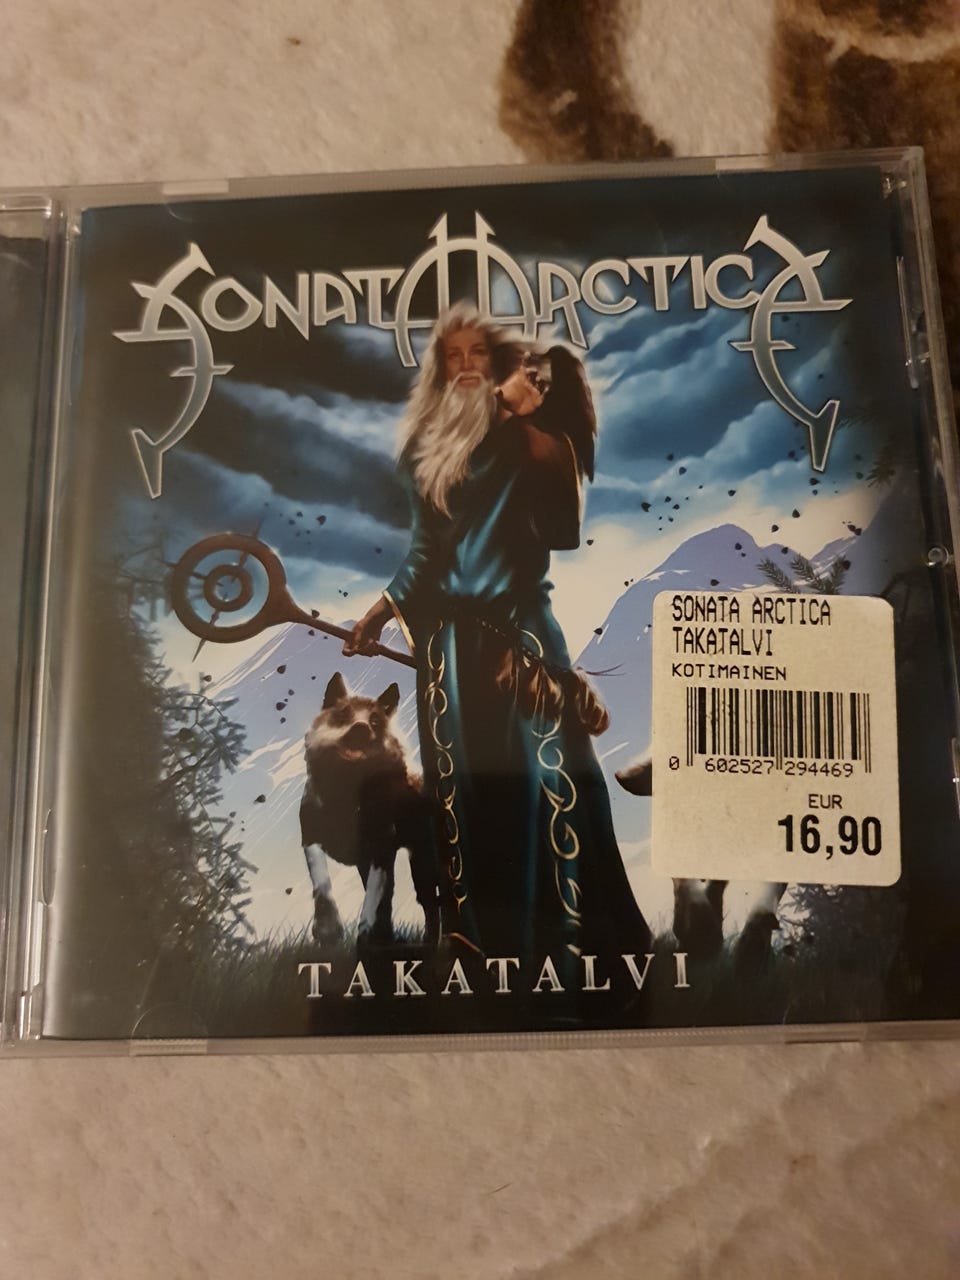 SONATA ARCTICA
SONATA ARCTICA
TAKATALVI
KOTIMAINEN
0 602527 294469
EUR
16,90
TAKATALVI